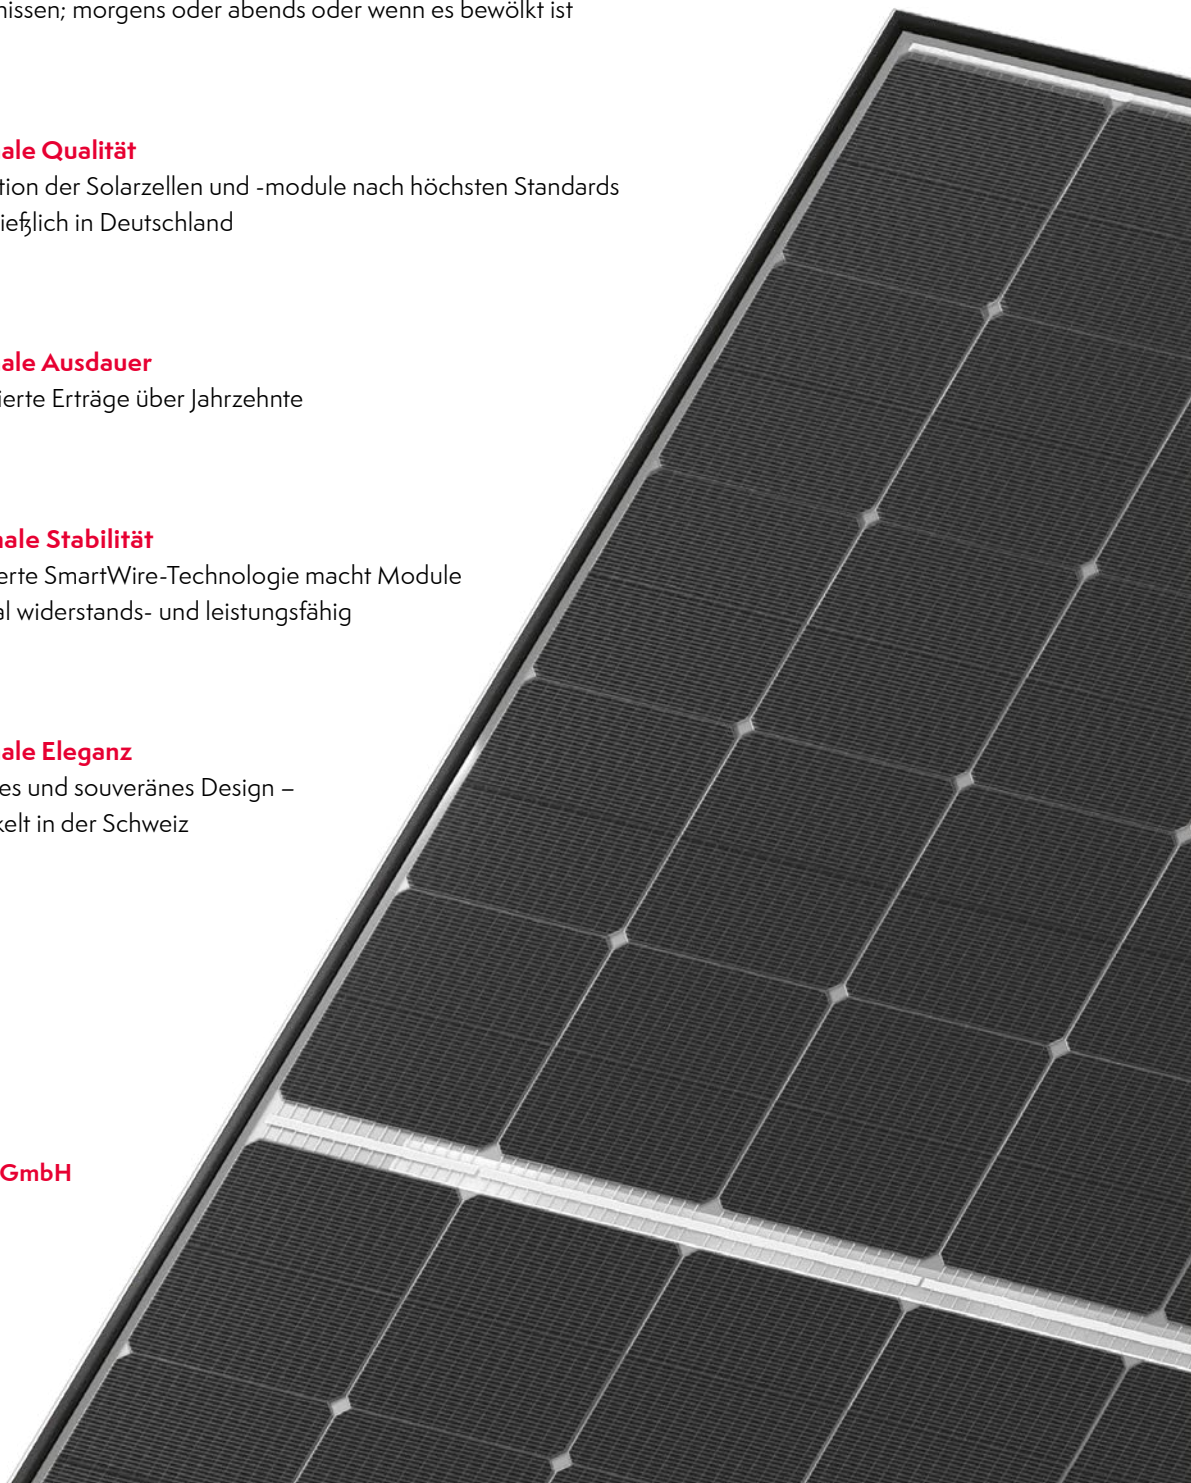 nissen; morgens oder abends oder wenn es bewölkt ist
ale Qualität
tion der Solarzellen und -module nach höchsten Standards
ießlich in Deutschland
ale Ausdauer
ierte Erträge über Jahrzehnte
ale Stabilität
erte SmartWire-Technologie macht Module
al widerstands- und leistungsfähig
ale Eleganz
es und souveränes Design –
kelt in der Schweiz
GmbH